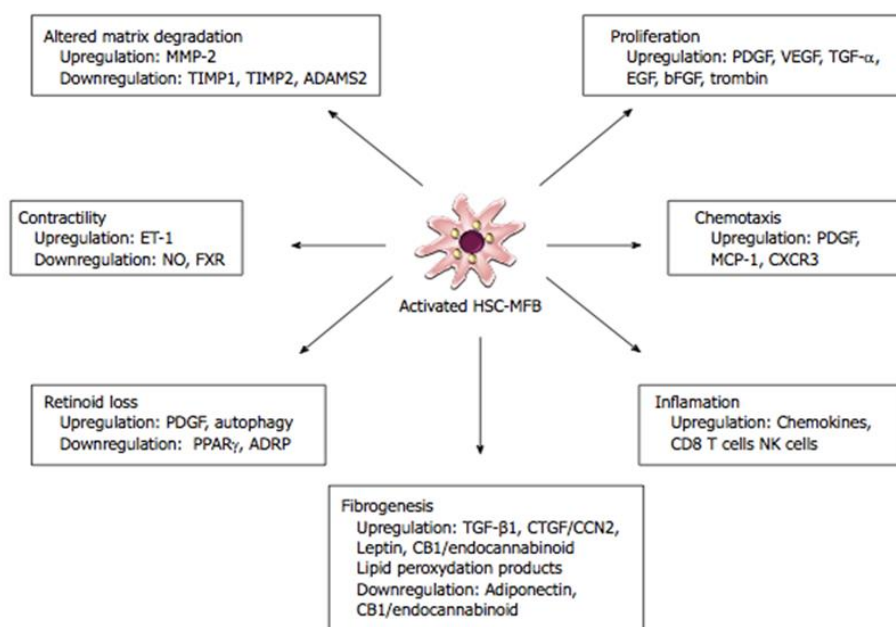 Altered matrix degradation
Upregulation: MMP-2
Downregulation: TIMP1, TIMP2, ADAMS2
Proliferation
Upregulation: PDGF, VEGF, TGF-α,
EGF, bFGF, trombin
Contractility
Upregulation: ET-1
Downregulation: NO, FXR
Activated HSC-MFB
Chemotaxis
Upregulation: PDGF,
MCP-1, CXCR3
Retinoid loss
Upregulation: PDGF, autophagy
Downregulation: PPARγ, ADRP
Inflamation
Upregulation: Chemokines,
CD8 T cells NK cells
Fibrogenesis
Upregulation: TGF-β1, CTGF/CCN2,
Leptin, CB1/endocannabinoid
Lipid peroxydation products
Downregulation: Adiponectin,
CB1/endocannabinoid